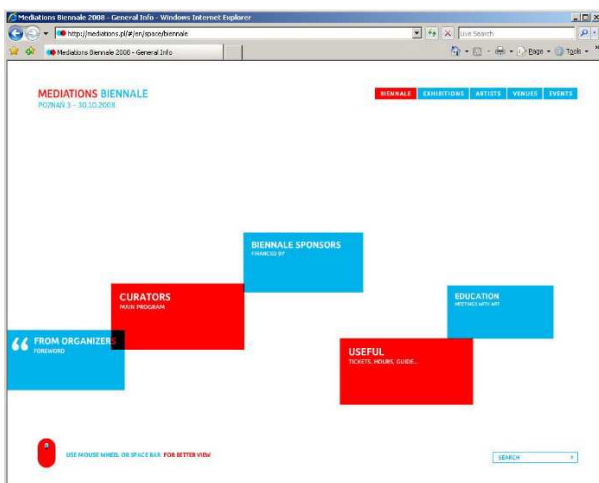 Mediations Biennale 2008 - General Info - Windows Internet Explorer
http://mediations.pl/#/en/space/biennale
Live Search
Mediations Biennale 2008 - General Info
Page
Tools
MEDIATIONS BIENNALE
POZNAŃ 3 - 30.10.2008
BIENNALE EXHIBITIONS ARTISTS VENUES EVENTS
BIENNALE SPONSORS
FINANCED BY
CURATORS
MAIN PROGRAM
EDUCATION
MEETINGS WITH ART
“ FROM ORGANIZERS
FOREWORD
USEFUL
TICKETS, HOURS, GUIDE...
USE MOUSE WHEEL OR SPACE BAR FOR BETTER VIEW
SEARCH